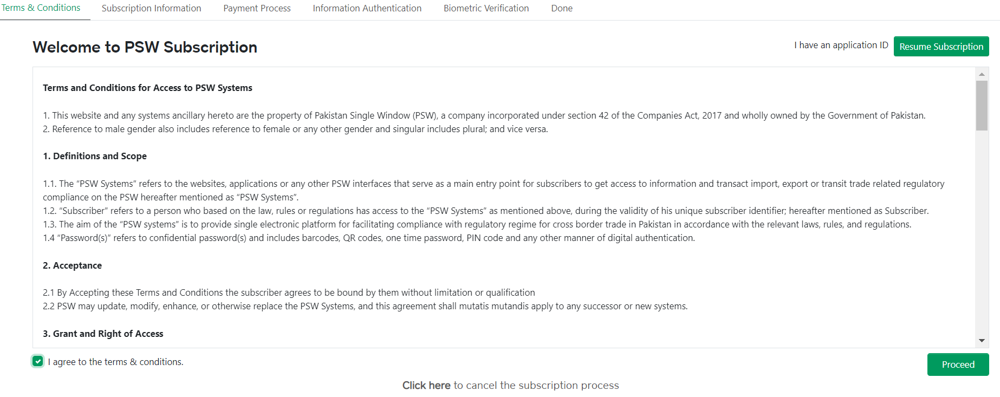 Terms & Conditions Subscription Information Payment Process Information Authentication Biometric Verification Done
Welcome to PSW Subscription
I have an application ID Resume Subscription
Terms and Conditions for Access to PSW Systems
1. This website and any systems ancillary hereto are the property of Pakistan Single Window (PSW), a company incorporated under section 42 of the Companies Act, 2017 and wholly owned by the Government of Pakistan.
2. Reference to male gender also includes reference to female or any other gender and singular includes plural; and vice versa.
1. Definitions and Scope
1.1. The “PSW Systems” refers to the websites, applications or any other PSW interfaces that serve as a main entry point for subscribers to get access to information and transact import, export or transit trade related regulatory
compliance on the PSW hereafter mentioned as “PSW Systems”.
1.2. “Subscriber” refers to a person who based on the law, rules or regulations has access to the “PSW Systems” as mentioned above, during the validity of his unique subscriber identifier; hereafter mentioned as Subscriber.
1.3. The aim of the “PSW systems” is to provide single electronic platform for facilitating compliance with regulatory regime for cross border trade in Pakistan in accordance with the relevant laws, rules, and regulations.
1.4 “Password(s)” refers to confidential password(s) and includes barcodes, QR codes, one time password, PIN code and any other manner of digital authentication.
2. Acceptance
2.1 By Accepting these Terms and Conditions the subscriber agrees to be bound by them without limitation or qualification
2.2 PSW may update, modify, enhance, or otherwise replace the PSW Systems, and this agreement shall mutatis mutandis apply to any successor or new systems.
3. Grant and Right of Access
I agree to the terms & conditions.
Proceed
Click here to cancel the subscription process